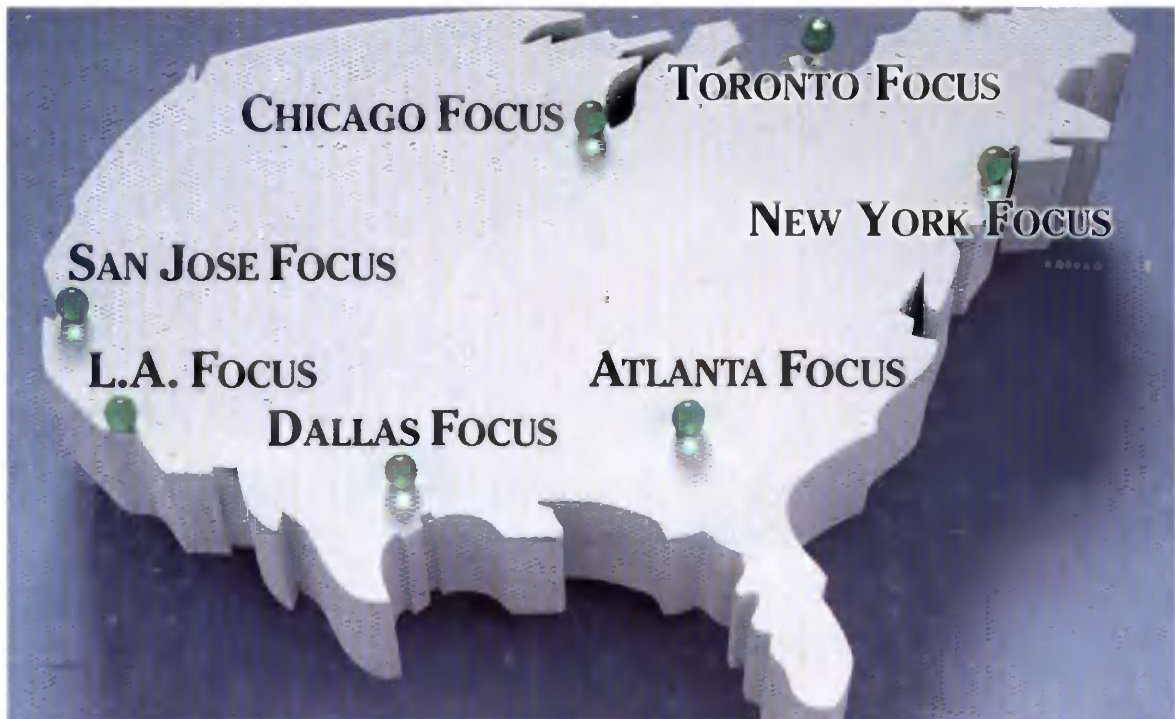 TORONTO FOCUS
CHICAGO FOCUS
NEW YORK FOCUS
SAN JOSE FOCUS
L.A. FOCUS
ATLANTA FOCUS
DALLAS FOCUS